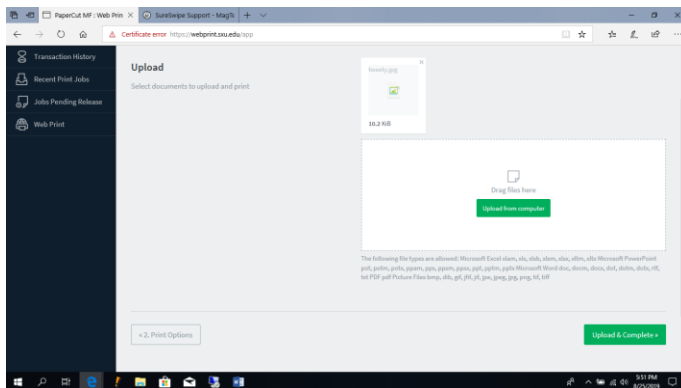 PaperCut MF : Web Prin
SureSwipe Support - MagTe
Certificate error https://webprint.sxu.edu/app
Transaction History
Recent Print Jobs
Jobs Pending Release
Web Print
Upload
Select documents to upload and print
10.2 KiB
Drag files here
Upload from computer
The following file types are allowed: Microsoft Excel xlam, xls, xlsb, xlsm, xlsx, xltm, xltx Microsoft PowerPoint
pot, potm, potx, ppam, pps, ppsm, ppsx, ppt, pptm, pptx Microsoft Word doc, docm, docx, dot, dotm, dotx, rtf,
txt PDF pdf Picture Files bmp, dib, gif, jfif, jif, jpe, jpeg, jpg, png, tif, tiff
« 2. Print Options
Upload & Complete »
5:51 PM
8/25/2019